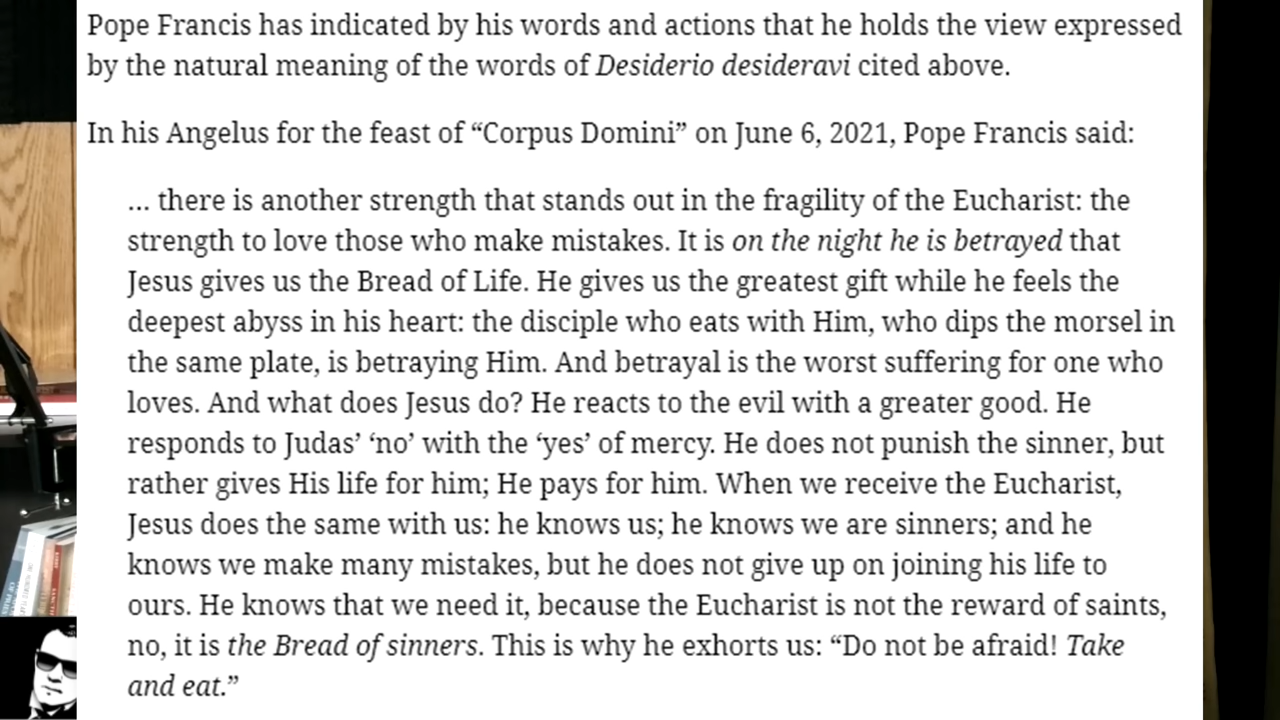 Pope Francis has indicated by his words and actions that he holds the view expressed
by the natural meaning of the words of Desiderio desideravi cited above.
In his Angelus for the feast of “Corpus Domini” on June 6, 2021, Pope Francis said:
… there is another strength that stands out in the fragility of the Eucharist: the
strength to love those who make mistakes. It is on the night he is betrayed that
Jesus gives us the Bread of Life. He gives us the greatest gift while he feels the
deepest abyss in his heart: the disciple who eats with Him, who dips the morsel in
the same plate, is betraying Him. And betrayal is the worst suffering for one who
loves. And what does Jesus do? He reacts to the evil with a greater good. He
responds to Judas’ ‘no’ with the ‘yes’ of mercy. He does not punish the sinner, but
rather gives His life for him; He pays for him. When we receive the Eucharist,
Jesus does the same with us: he knows us; he knows we are sinners; and he
knows we make many mistakes, but he does not give up on joining his life to
ours. He knows that we need it, because the Eucharist is not the reward of saints,
no, it is the Bread of sinners. This is why he exhorts us: “Do not be afraid! Take
and eat.”